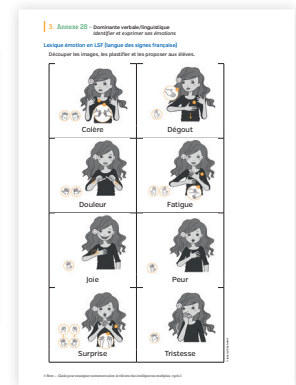 3. Annexe 28 - Dominante verbale/linguistique
Identifier et exprimer ses émotions
Lexique émotion en LSF (langue des signes française)
Découper les images, les plastifier et les proposer aux élèves.
Colère
Dégout
Douleur
Fatigue
Joie
Peur
Surprise
Tristesse